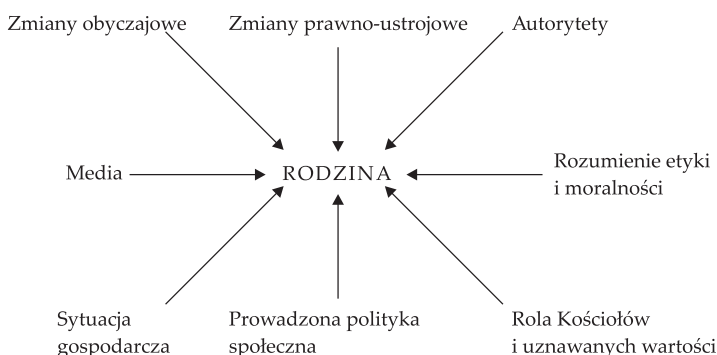 Zmiany obyczajowe
Zmiany prawno-ustrojowe
Autorytety
Media
RODZINA
Rozumienie etyki
i moralności
Sytuacja
gospodarcza
Prowadzona polityka
społeczna
Rola Kościołów
i uznawanych wartości